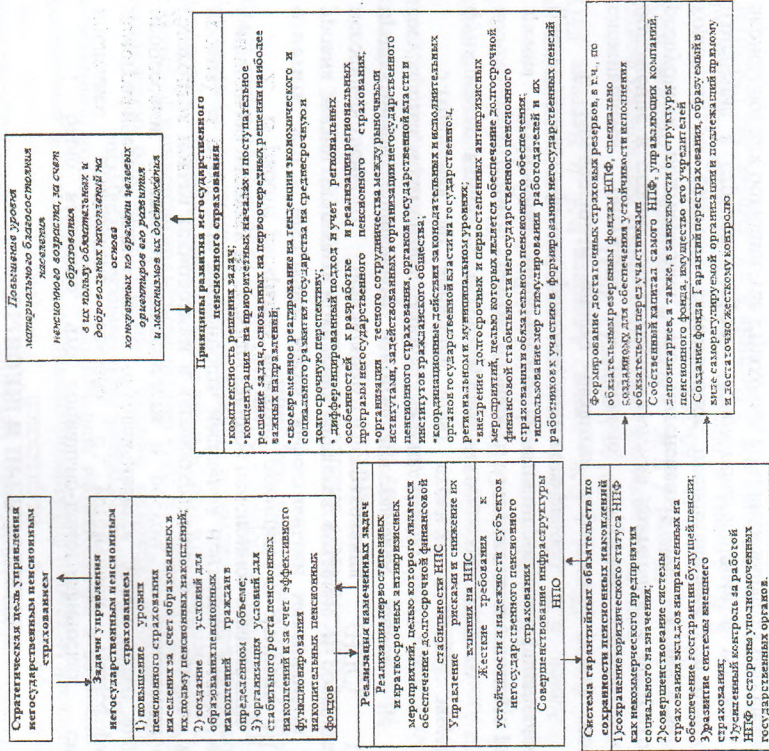 Стратегическая цель управления
негосударственным пенсионным
страхованием
Повышение уровня
материального благосостояния
населения
пенсионного возраста, за счет
образования
в их пользу обязательных и
добровольных накоплений на
основе
конкретных по времени целевых
ориентиров его развития
и механизмов их достижения
Задачи управления
негосударственным пенсионным
страхованием
1) повышение уровня
пенсионного страхования
населения за счет образованных в
их пользу пенсионных накоплений;
2) создание условий для
образования пенсионных
накоплений граждан в
определенном объеме;
3) организация условий для
стабильного роста пенсионных
накоплений и за счет эффективного
функционирования
накопительных пенсионных
фондов
Принципы развития негосударственного
пенсионного страхования
•комплексность решения задач;
•концентрация на приоритетных началах и поступательное
решение задач, основанных на первоочередных решении наиболее
важных направлений;
•своевременное реагирование на тенденции экономического и
социального развития государства на среднесрочную и
долгосрочную перспективу;
• дифференцированный подход и учет региональных
особенностей к разработке и реализации региональных
программ негосударственного пенсионного страхования;
•организации тесного сотрудничества между рыночными
нститутами, задействованных в организации негосударственного
пенсионного страхования, органов государственной власти и
институтов гражданского общества;
•координационные действия законодательных и исполнительных
органов государственной власти на государственном,
региональном и муниципальном уровнях;
•внедрение долгосрочных и первостепенных антикризисных
мероприятий, целью которых является обеспечение долгосрочной
финансовой стабильности негосударственного пенсионного
страхования и обязательного пенсионного обеспечения;
•использование мер стимулирования работодателей и их
работников к участию в формировании негосударственных пенсий
Реализация намеченных задач
Реализация первостепенных
и краткосрочных антикризисных
мероприятий, целью которого является
обеспечение долгосрочной финансовой
стабильности НПС
Управление рисками и снижение их
влияния на НПС
Жесткие требования к
устойчивости и надежности субъектов
негосударственного пенсионного
страхования
Совершенствование инфраструктуры
НПО
Система гарантийных обязательств по
сохранности пенсионных накоплений
1)сохранение юридического статуса НПФ
как некоммерческого предприятия
социального назначения;
2)совершенствование системы
страхования вкладов направленных на
обеспечение госгарантий будущей пенсии;
3)развитие системы внешнего
страхования;
4)усиленный контроль за работой
НПФ со стороны уполномоченных
государственных органов.
Формирование достаточных страховых резервов, в т.ч., по
обязательным резервным фондам НПФ, специально
созданному для обеспечения устойчивости исполнения
обязательств перед участниками
Собственный капитал самого НПФ, управляющих компаний,
депозитариев, а также, в зависимости от структуры
пенсионного фонда, имущество его учредителей
Создания фонда Гарантий перестрахования, образуемый в
виде саморегулируемой организации и подлежащий прямому
и достаточно жесткому контролю